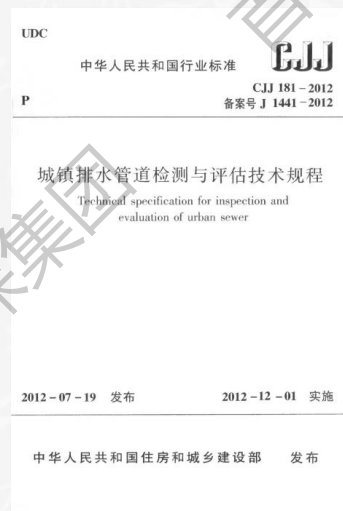 UDC
中华人民共和国行业标准
CJJ
CJJ 181－2012
P
备案号 J 1441－2012
城镇排水管道检测与评估技术规程
Technical specification for inspection and
evaluation of urban sewer
2012－07－19 发布
2012－12－01 实施
中华人民共和国住房和城乡建设部 发布